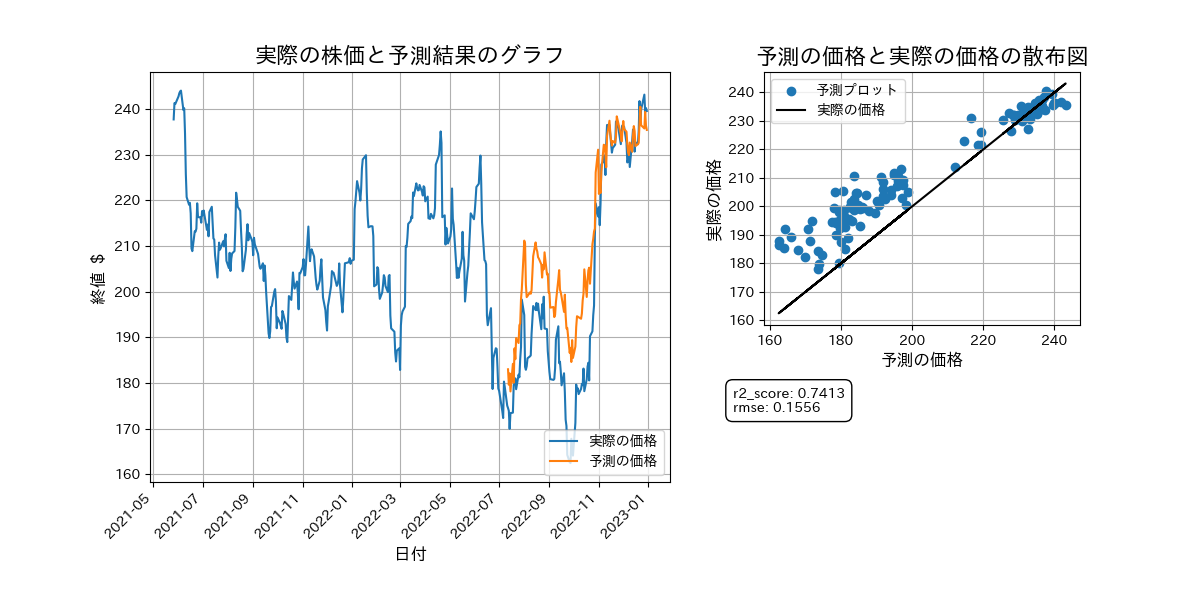 実際の株価と予測結果のグラフ
240
230
220
210
200
190
180
170
160
終値 $
2021-05
2021-07
2021-09
2021-11
2022-01
2022-03
2022-05
2022-07
2022-09
2022-11
2023-01
日付
実際の価格
予測の価格
予測の価格と実際の価格の散布図
予測プロット
実際の価格
240
230
220
210
200
190
180
170
160
実際の価格
160
180
200
220
240
予測の価格
r2_score: 0.7413
rmse: 0.1556